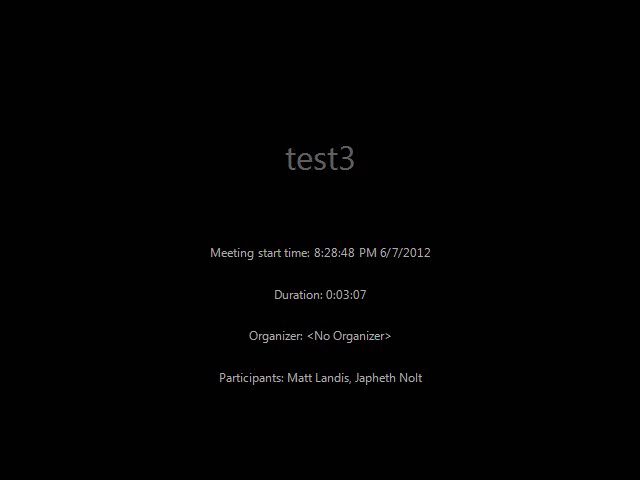 test3
Meeting start time: 8:28:48 PM 6/7/2012
Duration: 0:03:07
Organizer: <No Organizer>
Participants: Matt Landis, Japheth Nolt